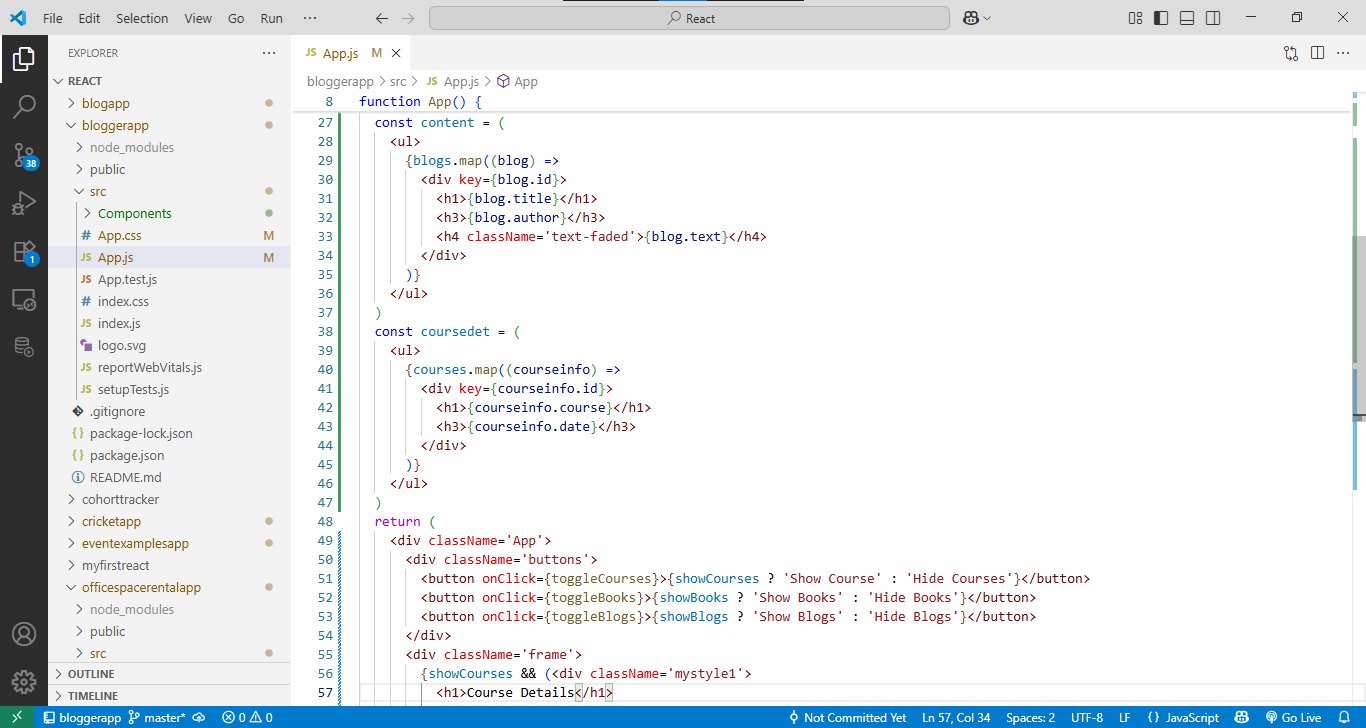 File Edit Selection View Go Run ··· React
EXPLORER ···
REACT
blogapp
bloggerapp
node_modules
public
src
Components
# App.css M
JS App.js M
JS App.test.js
# index.css
JS index.js
logo.svg
JS reportWebVitals.js
JS setupTests.js
.gitignore
{} package-lock.json
{} package.json
README.md
cohorttracker
cricketapp
eventexamplesapp
myfirstreact
officespacerentalapp
node_modules
public
src
OUTLINE
TIMELINE
38
1
JS App.js M
bloggerapp > src > JS App.js > App
8 function App() {
27 const content = (
28 <ul>
29 {blogs.map((blog) =>
30 <div key={blog.id}>
31 <h1>{blog.title}</h1>
32 <h3>{blog.author}</h3>
33 <h4 className='text-faded'>{blog.text}</h4>
34 </div>
35 )}
36 </ul>
37 )
38 const coursedet = (
39 <ul>
40 {courses.map((courseinfo) =>
41 <div key={courseinfo.id}>
42 <h1>{courseinfo.course}</h1>
43 <h3>{courseinfo.date}</h3>
44 </div>
45 )}
46 </ul>
47 )
48 return (
49 <div className='App'>
50 <div className='buttons'>
51 <button onClick={toggleCourses}>{showCourses ? 'Show Course' : 'Hide Courses'}</button>
52 <button onClick={toggleBooks}>{showBooks ? 'Show Books' : 'Hide Books'}</button>
53 <button onClick={toggleBlogs}>{showBlogs ? 'Show Blogs' : 'Hide Blogs'}</button>
54 </div>
55 <div className='frame'>
56 {showCourses && (<div className='mystyle1'>
57 <h1>Course Details</h1>
bloggerapp master* 0 0 Not Committed Yet Ln 57, Col 34 Spaces: 2 UTF-8 LF {} JavaScript Go Live